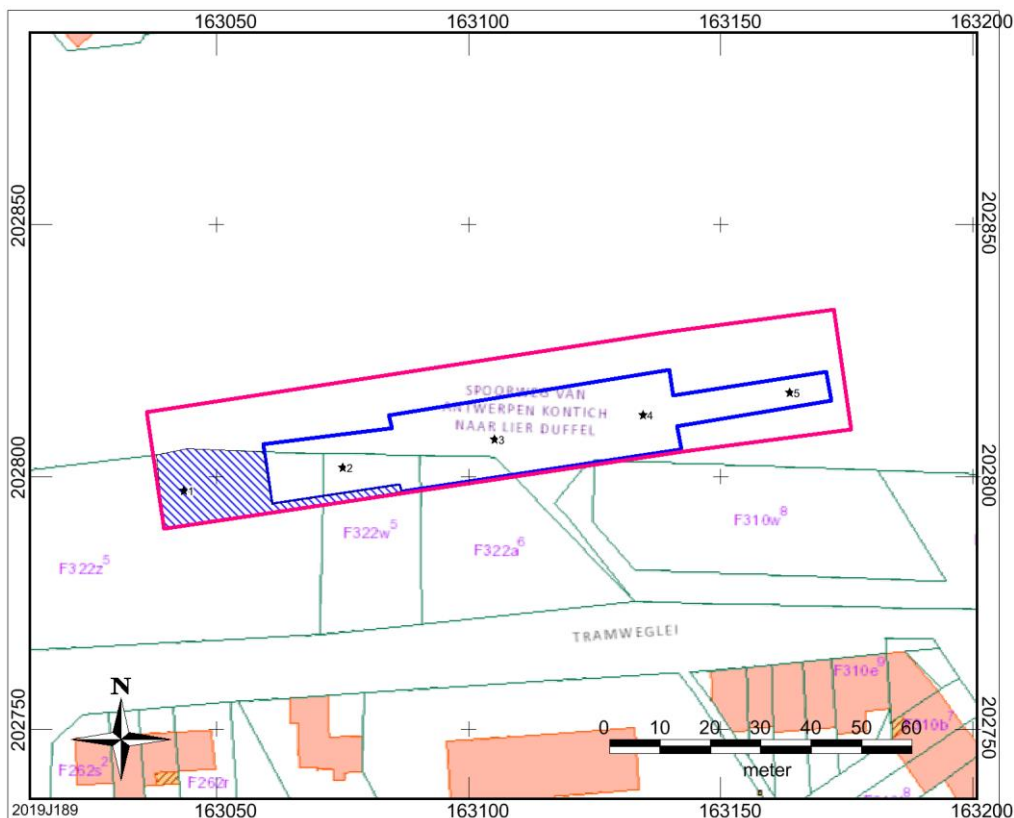 163050
163100
163150
163200
202850
202850
SPOORWEG VAN
ANTWERPEN KONTICH
NAAR LIER DUFFEL
5
4
3
2
1
202800
202800
F310w8
F322w5
F322a6
F322z5
TRAMWEGLEI
F310e9
N
F310b7
202750
202750
0 10 20 30 40 50 60
meter
F262s2
F262r
2019J189
163050
163100
163150
163200